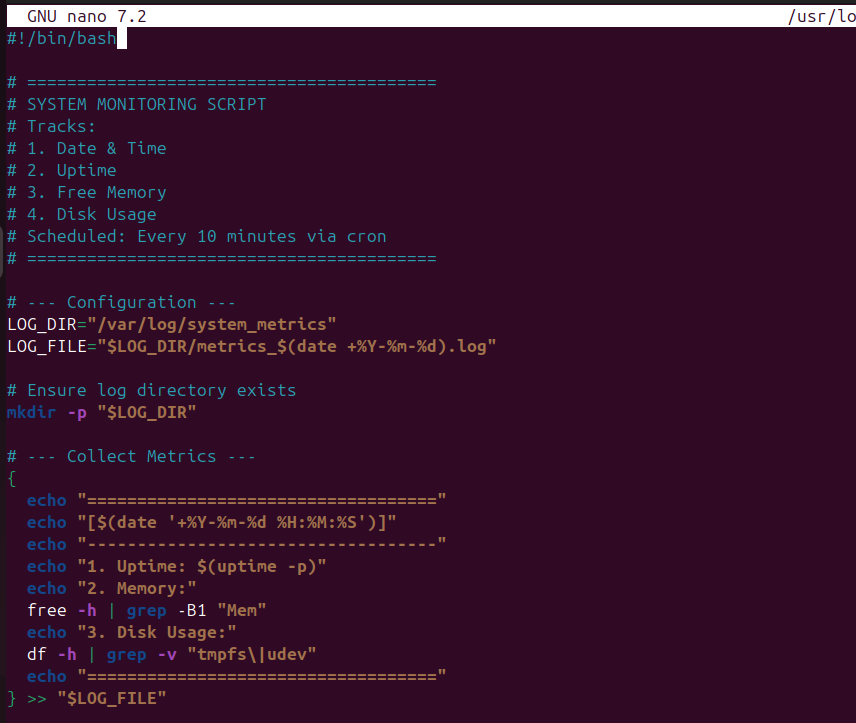 GNU nano 7.2 /usr/lo
#!/bin/bash
# =========================================
# SYSTEM MONITORING SCRIPT
# Tracks:
# 1. Date & Time
# 2. Uptime
# 3. Free Memory
# 4. Disk Usage
# Scheduled: Every 10 minutes via cron
# =========================================
# --- Configuration ---
LOG_DIR="/var/log/system_metrics"
LOG_FILE="$LOG_DIR/metrics_$(date +%Y-%m-%d).log"
# Ensure log directory exists
mkdir -p "$LOG_DIR"
# --- Collect Metrics ---
{
echo "==================================="
echo "[$(date '+%Y-%m-%d %H:%M:%S')]"
echo "-----------------------------------"
echo "1. Uptime: $(uptime -p)"
echo "2. Memory:"
free -h | grep -B1 "Mem"
echo "3. Disk Usage:"
df -h | grep -v "tmpfs\|udev"
echo "==================================="
} >> "$LOG_FILE"